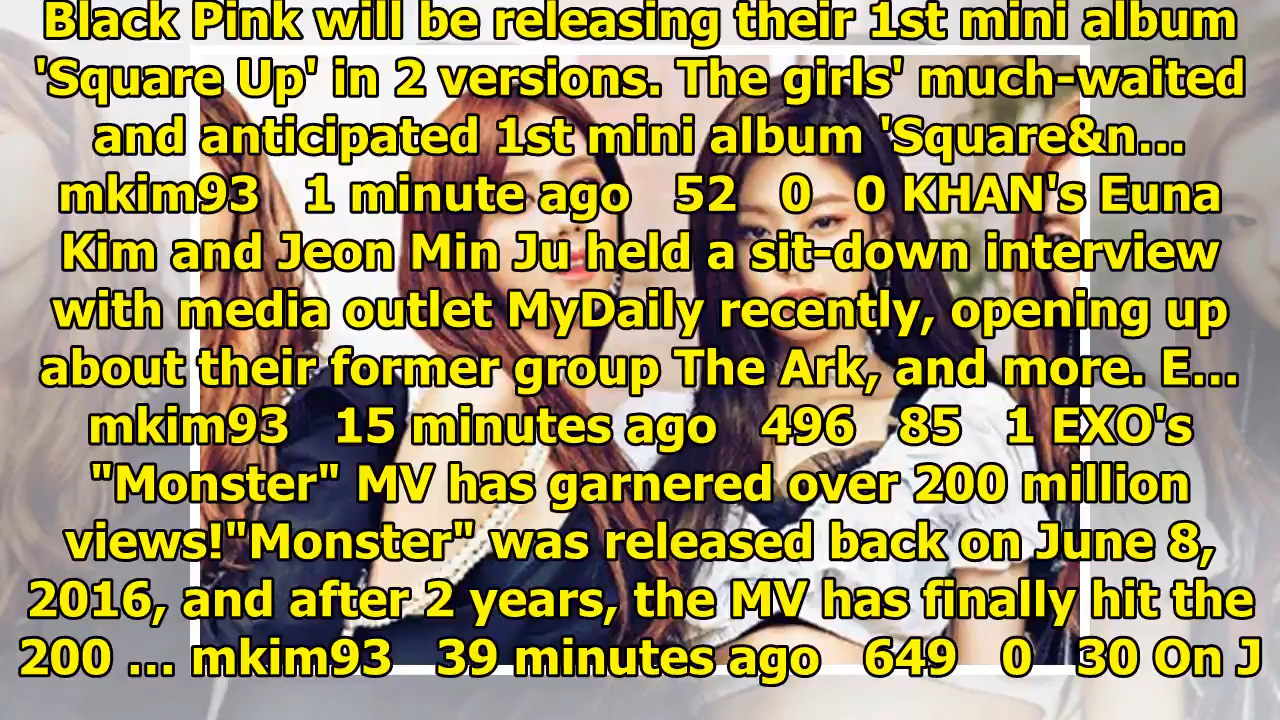 Black Pink will be releasing their 1st mini album
'Square Up' in 2 versions. The girls' much-waited
and anticipated 1st mini album 'Square&n...
mkim93 1 minute ago 52 0 0 KHAN's Euna
Kim and Jeon Min Ju held a sit-down interview
with media outlet MyDaily recently, opening up
about their former group The Ark, and more. E...
mkim93 15 minutes ago 496 85 1 EXO's
"Monster" MV has garnered over 200 million
views!"Monster" was released back on June 8,
2016, and after 2 years, the MV has finally hit the
200 ... mkim93 39 minutes ago 649 0 30 On J